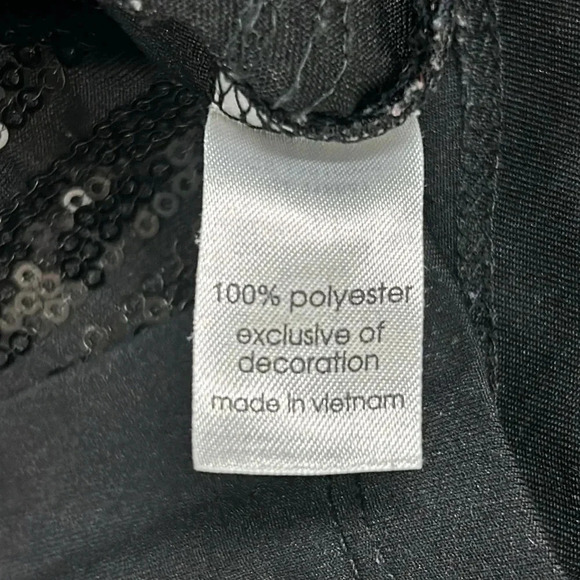 100% polyester
exclusive of
decoration
made in vietnam